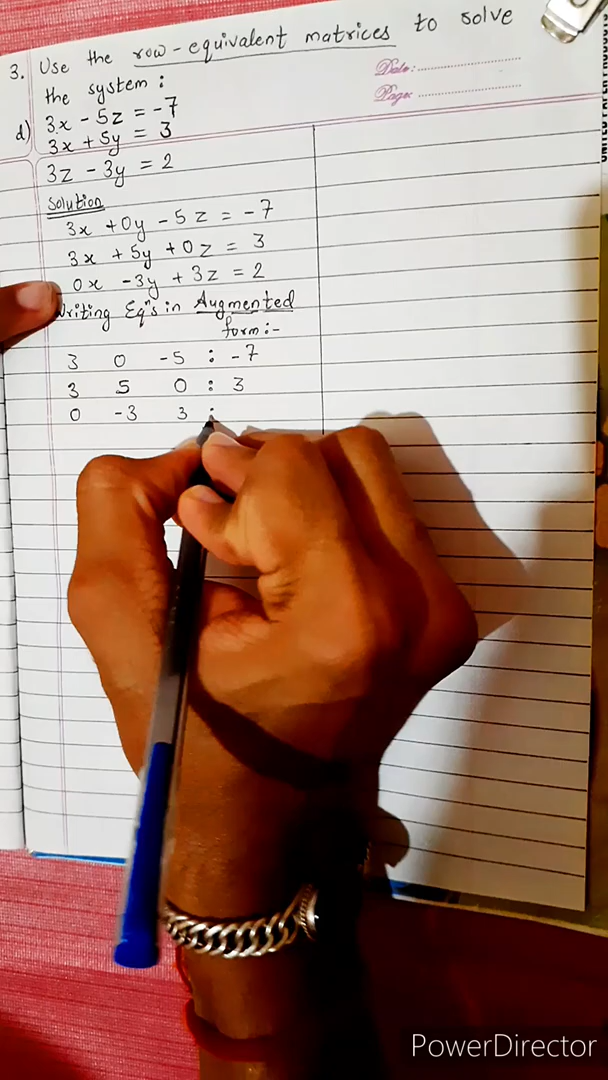 3. Use the row-equivalent matrices to solve
the system :
Date:
Page:
d) 3x - 5z = -7
3x + 5y = 3
3z - 3y = 2
Solution
3x + 0y - 5z = -7
3x + 5y + 0z = 3
0x - 3y + 3z = 2
Writing Eqⁿs in Augmented
form:-
3 0 -5 : -7
3 5 0 : 3
0 -3 3 :
PowerDirector